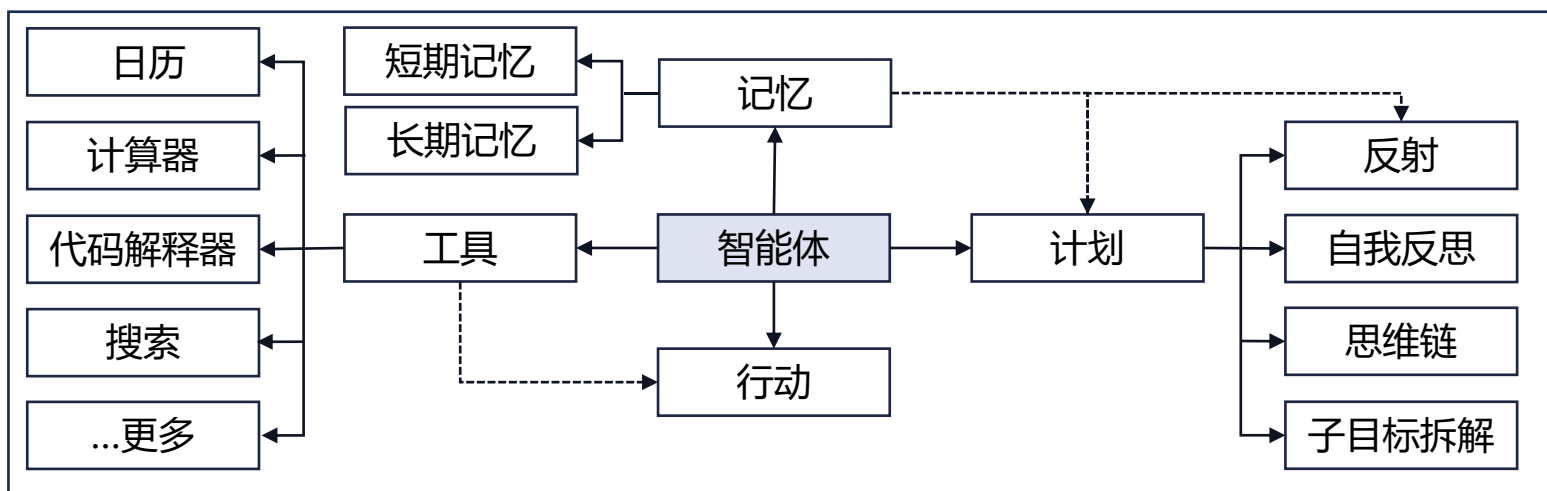 日历
短期记忆
记忆
长期记忆
计算器
反射
代码解释器
工具
智能体
计划
自我反思
搜索
思维链
行动
...更多
子目标拆解